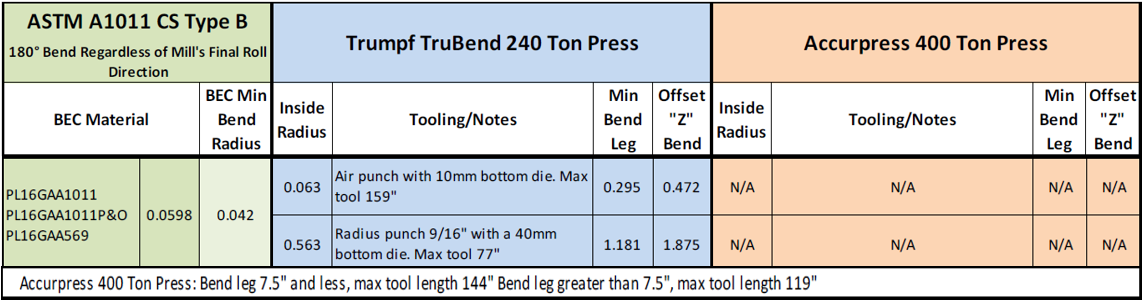 ASTM A1011 CS Type B
180° Bend Regardless of Mill's Final Roll
Direction
Trumpf TruBend 240 Ton Press
Accurpress 400 Ton Press
BEC Material
BEC Min
Bend
Radius
Inside
Radius
Tooling/Notes
Min
Bend
Leg
Offset
"Z"
Bend
Inside
Radius
Tooling/Notes
Min
Bend
Leg
Offset
"Z"
Bend
PL16GAA1011
PL16GAA1011P&O
PL16GAA569
0.0598
0.042
0.063
Air punch with 10mm bottom die. Max
tool 159"
0.295
0.472
N/A
N/A
N/A
N/A
0.563
Radius punch 9/16" with a 40mm
bottom die. Max tool 77"
1.181
1.875
N/A
N/A
N/A
N/A
Accurpress 400 Ton Press: Bend leg 7.5" and less, max tool length 144" Bend leg greater than 7.5", max tool length 119"